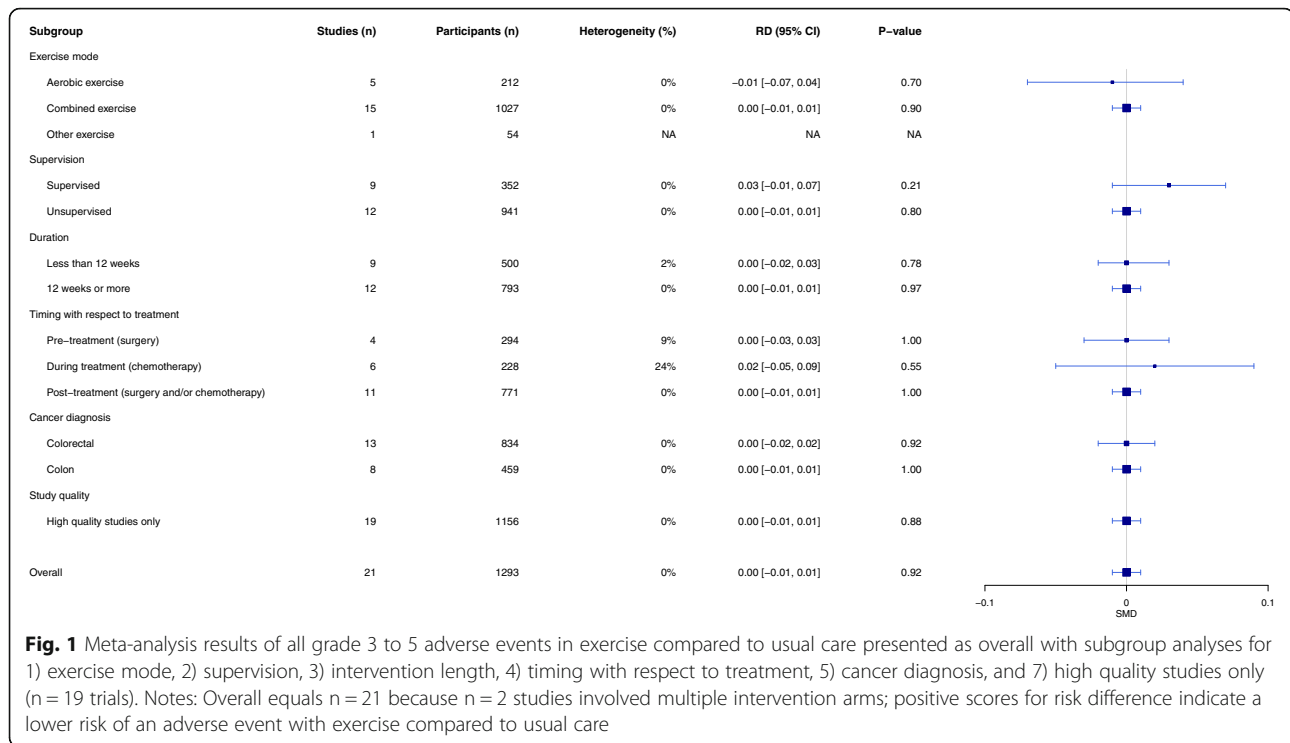 Subgroup Studies (n) Participants (n) Heterogeneity (%) RD (95% CI) P−value
Exercise mode
Aerobic exercise 5 212 0% −0.01 [−0.07, 0.04] 0.70
Combined exercise 15 1027 0% 0.00 [−0.01, 0.01] 0.90
Other exercise 1 54 NA NA NA
Supervision
Supervised 9 352 0% 0.03 [−0.01, 0.07] 0.21
Unsupervised 12 941 0% 0.00 [−0.01, 0.01] 0.80
Duration
Less than 12 weeks 9 500 2% 0.00 [−0.02, 0.03] 0.78
12 weeks or more 12 793 0% 0.00 [−0.01, 0.01] 0.97
Timing with respect to treatment
Pre−treatment (surgery) 4 294 9% 0.00 [−0.03, 0.03] 1.00
During treatment (chemotherapy) 6 228 24% 0.02 [−0.05, 0.09] 0.55
Post−treatment (surgery and/or chemotherapy) 11 771 0% 0.00 [−0.01, 0.01] 1.00
Cancer diagnosis
Colorectal 13 834 0% 0.00 [−0.02, 0.02] 0.92
Colon 8 459 0% 0.00 [−0.01, 0.01] 1.00
Study quality
High quality studies only 19 1156 0% 0.00 [−0.01, 0.01] 0.88
Overall 21 1293 0% 0.00 [−0.01, 0.01] 0.92
−0.1 0 0.1
SMD
Fig. 1 Meta-analysis results of all grade 3 to 5 adverse events in exercise compared to usual care presented as overall with subgroup analyses for
1) exercise mode, 2) supervision, 3) intervention length, 4) timing with respect to treatment, 5) cancer diagnosis, and 7) high quality studies only
(n = 19 trials). Notes: Overall equals n = 21 because n = 2 studies involved multiple intervention arms; positive scores for risk difference indicate a
lower risk of an adverse event with exercise compared to usual care